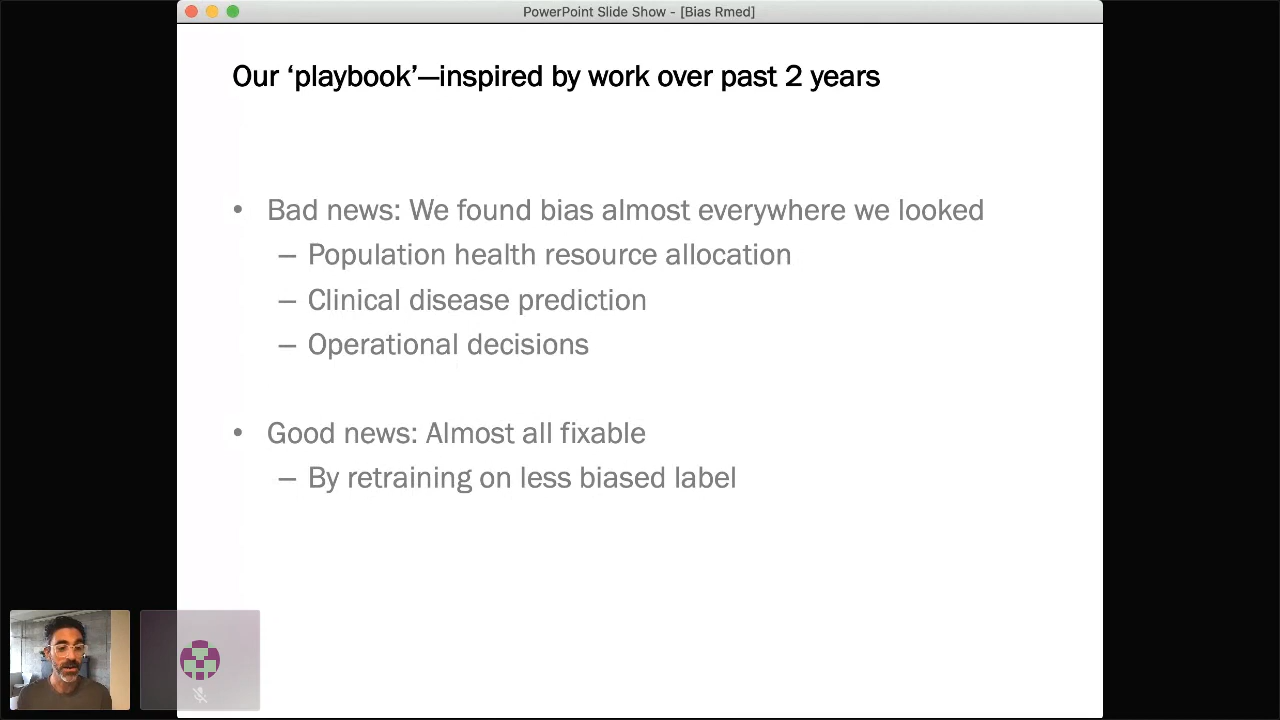 PowerPoint Slide Show - [Bias Rmed]
Our ‘playbook’—inspired by work over past 2 years
• Bad news: We found bias almost everywhere we looked
– Population health resource allocation
– Clinical disease prediction
– Operational decisions
• Good news: Almost all fixable
– By retraining on less biased label